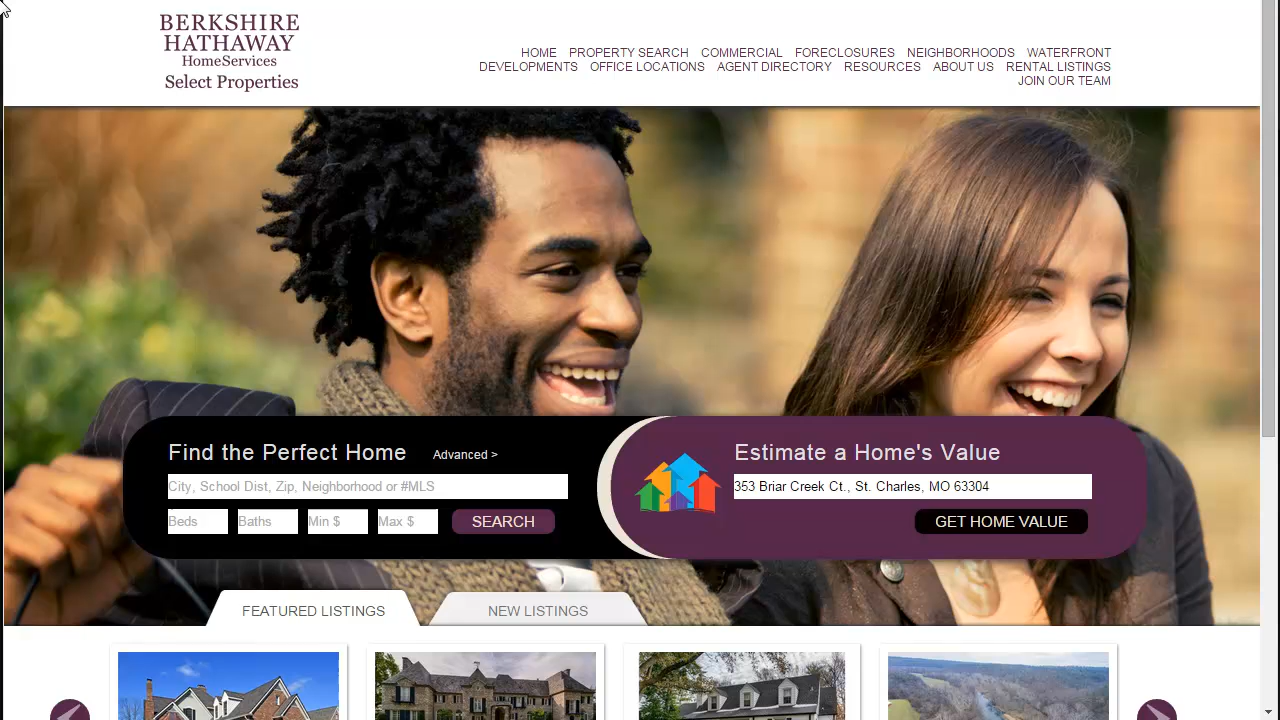 BERKSHIRE
HATHAWAY
HomeServices
Select Properties
HOME PROPERTY SEARCH COMMERCIAL FORECLOSURES NEIGHBORHOODS WATERFRONT
DEVELOPMENTS OFFICE LOCATIONS AGENT DIRECTORY RESOURCES ABOUT US RENTAL LISTINGS
JOIN OUR TEAM
Find the Perfect Home Advanced >
City, School Dist, Zip, Neighborhood or #MLS
Beds Baths Min $ Max $ SEARCH
Estimate a Home's Value
353 Briar Creek Ct., St. Charles, MO 63304
GET HOME VALUE
FEATURED LISTINGS NEW LISTINGS